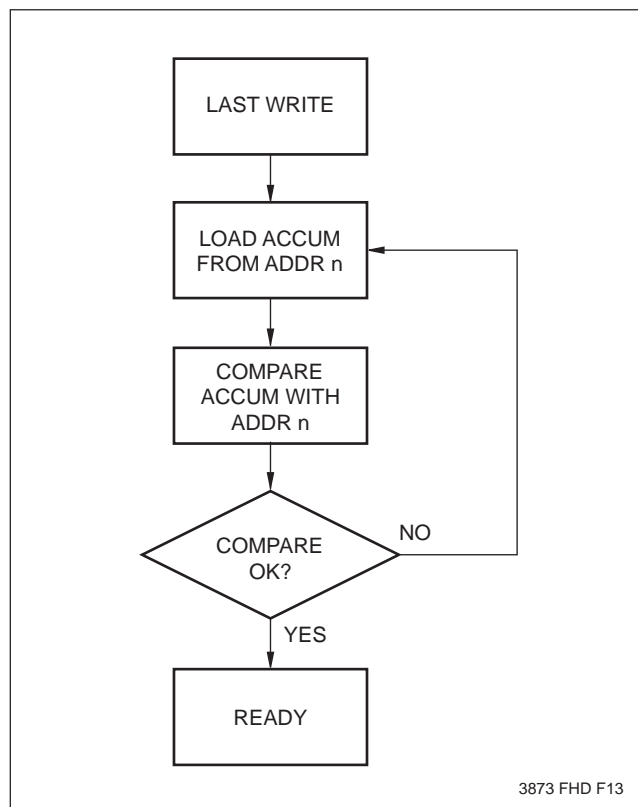 LAST WRITE
LOAD ACCUM
FROM ADDR n
COMPARE
ACCUM WITH
ADDR n
COMPARE
OK?
NO
YES
READY
3873 FHD F13